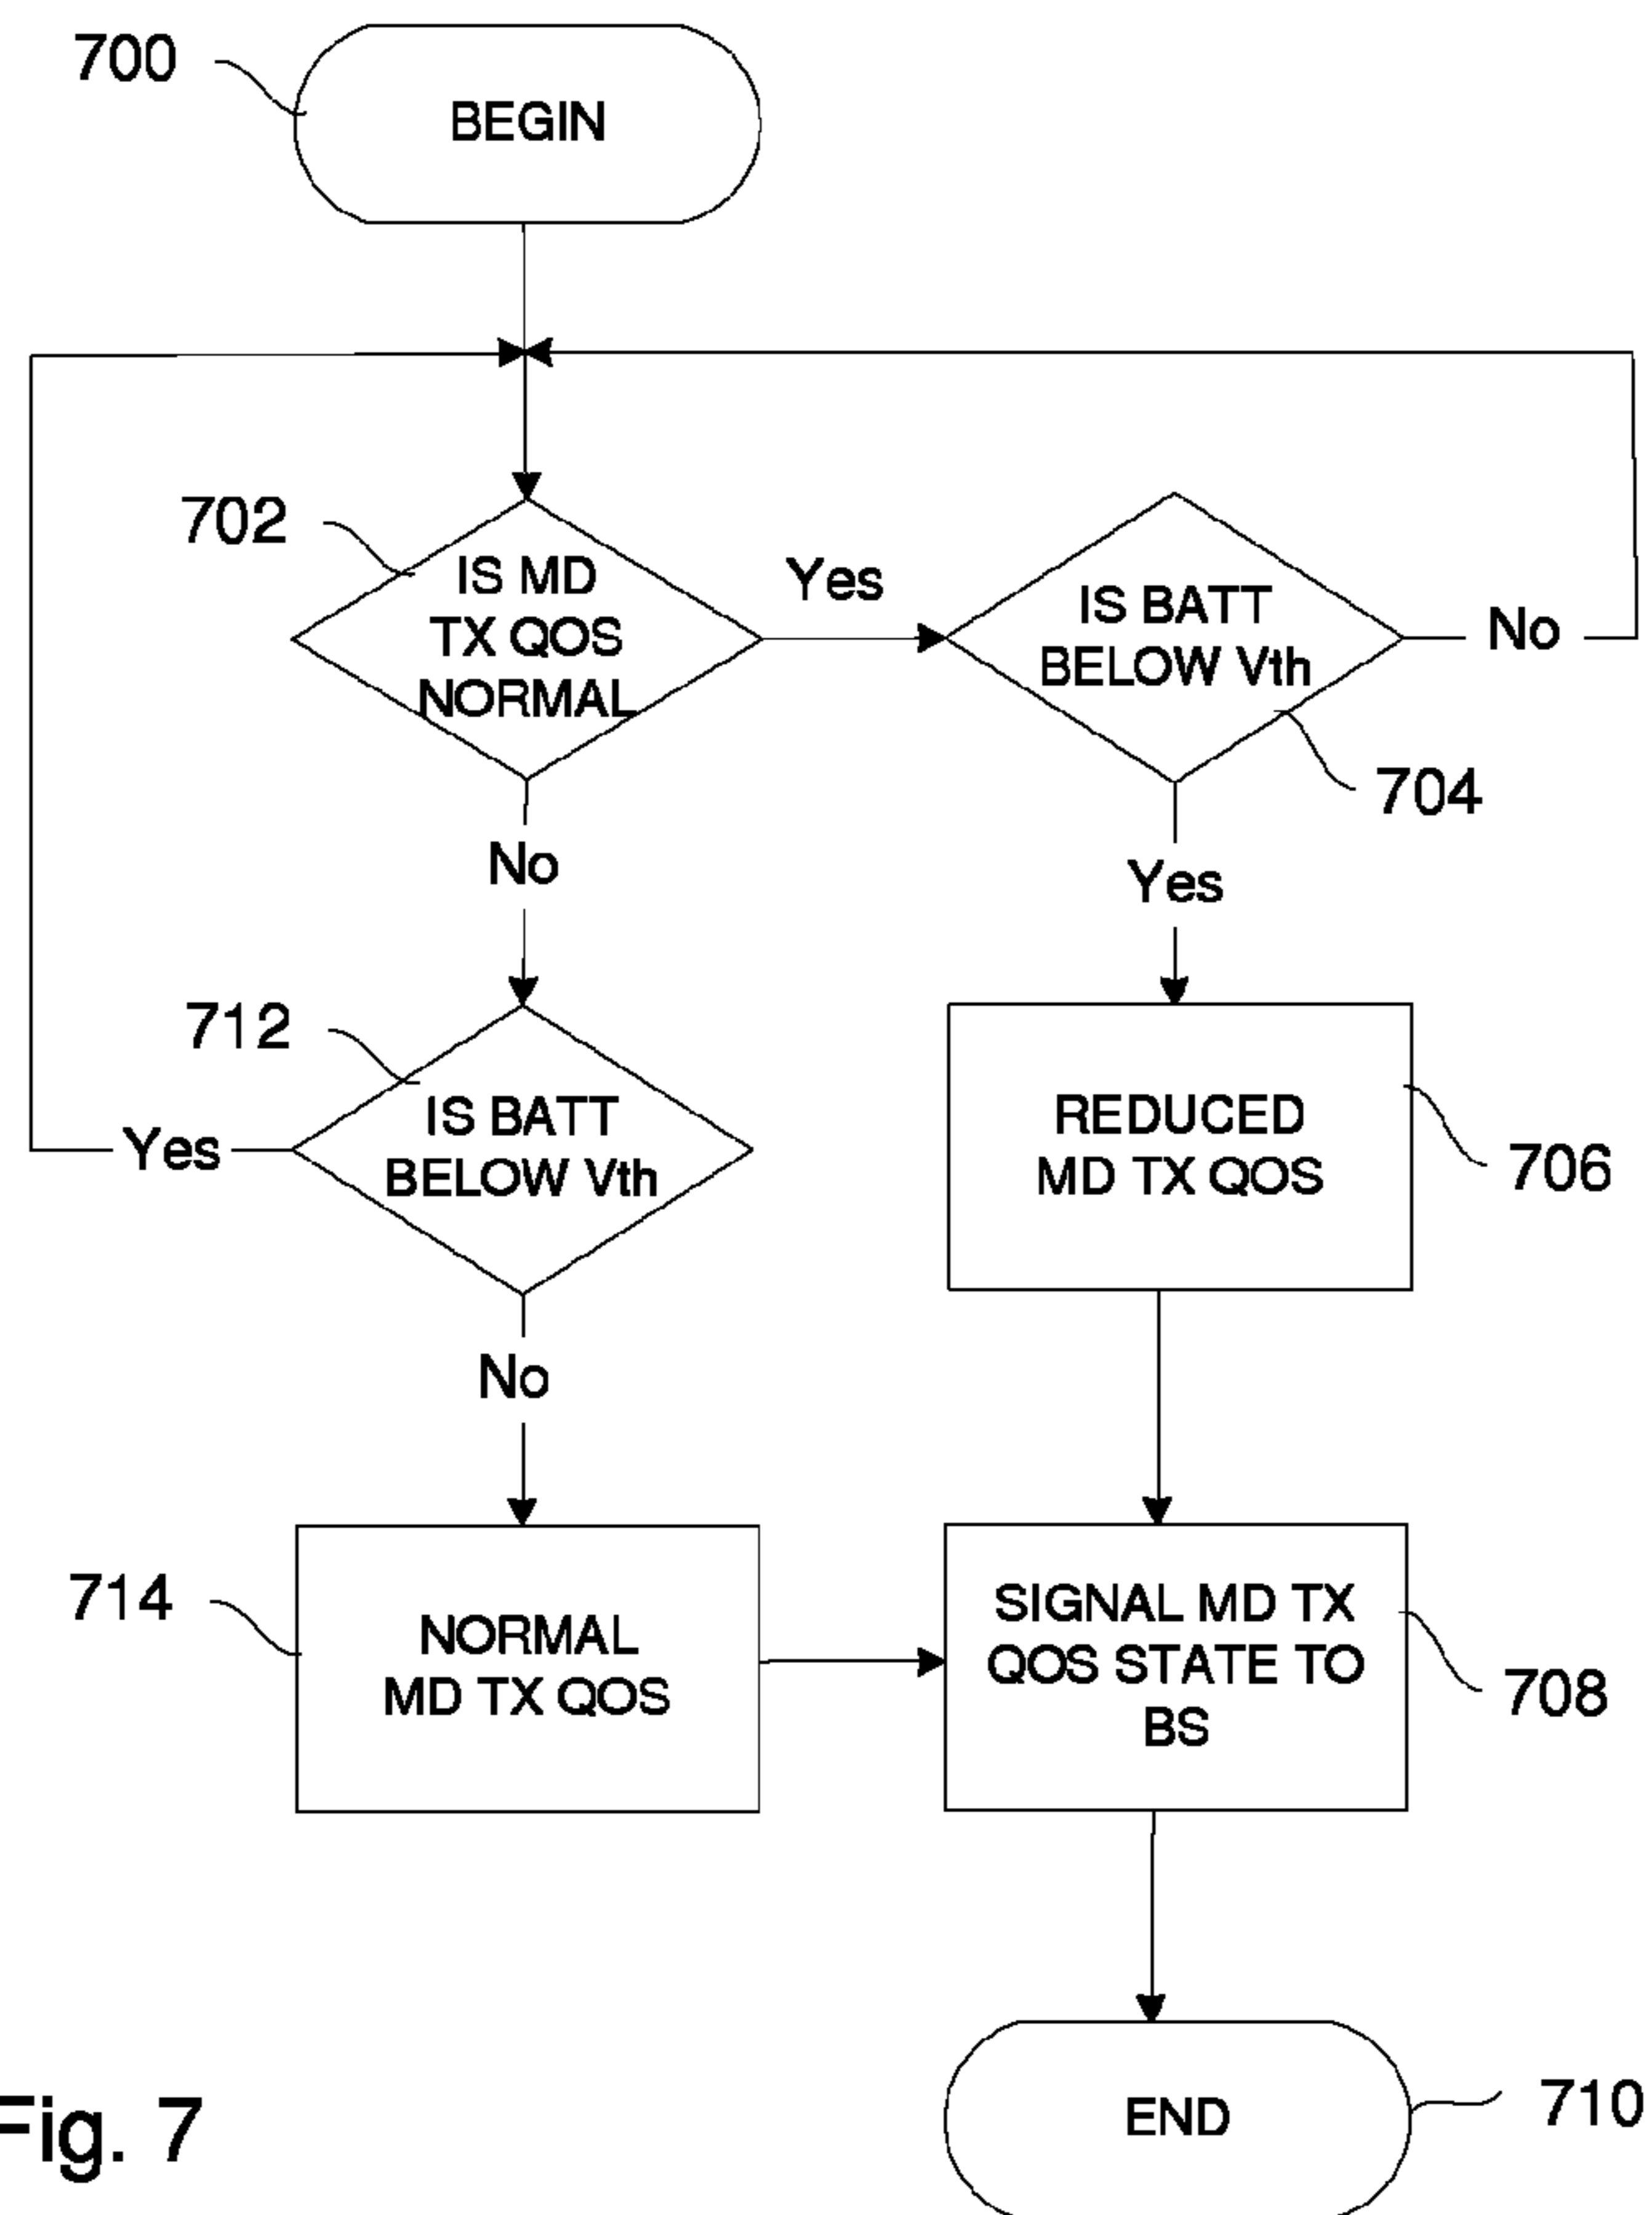 700
BEGIN
702
IS MD
TX QOS
NORMAL
Yes
IS BATT
BELOW Vth
No
704
No
Yes
712
IS BATT
BELOW Vth
Yes
REDUCED
MD TX QOS
706
No
714
NORMAL
MD TX QOS
SIGNAL MD TX
QOS STATE TO
BS
708
END
710
Fig. 7